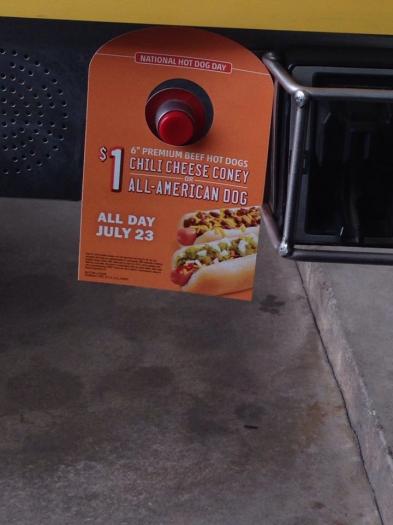 NATIONAL HOT DOG DAY
$1
6" PREMIUM BEEF HOT DOGS
CHILI CHEESE CONEY
OR
ALL-AMERICAN DOG
ALL DAY
JULY 23